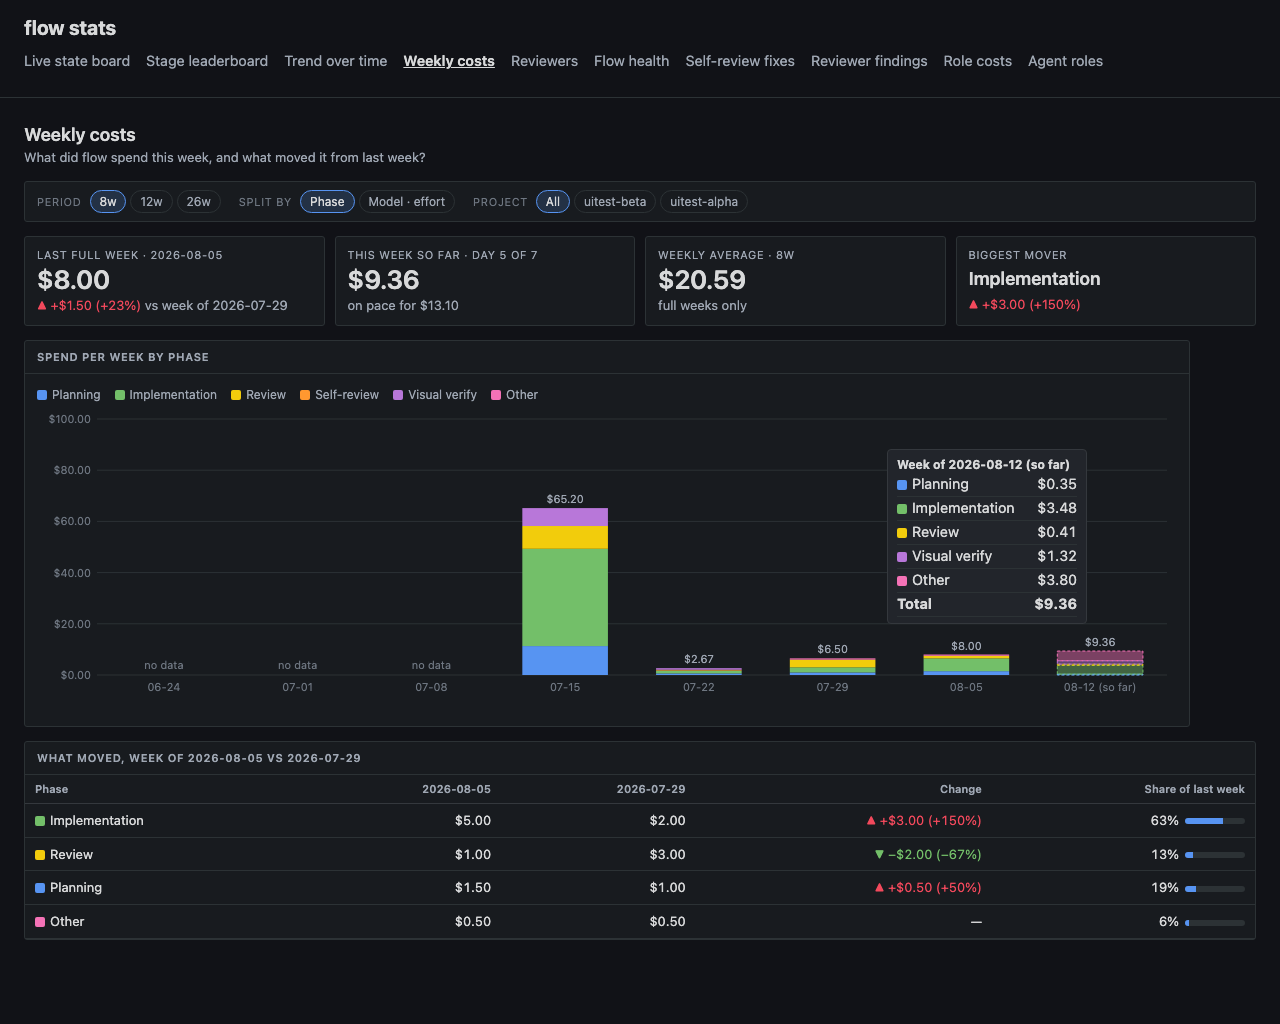 flow stats
Live state board Stage leaderboard Trend over time Weekly costs Reviewers Flow health Self-review fixes Reviewer findings Role costs Agent roles
Weekly costs
What did flow spend this week, and what moved it from last week?
PERIOD 8w 12w 26w SPLIT BY Phase Model · effort PROJECT All uitest-beta uitest-alpha
LAST FULL WEEK · 2026-08-05
$8.00
▲ +$1.50 (+23%) vs week of 2026-07-29
THIS WEEK SO FAR · DAY 5 OF 7
$9.36
on pace for $13.10
WEEKLY AVERAGE · 8W
$20.59
full weeks only
BIGGEST MOVER
Implementation
▲ +$3.00 (+150%)
SPEND PER WEEK BY PHASE
Planning Implementation Review Self-review Visual verify Other
$100.00
$80.00
$60.00
$40.00
$20.00
$0.00
no data
no data
no data
$65.20
$2.67
$6.50
$8.00
$9.36
06-24 07-01 07-08 07-15 07-22 07-29 08-05 08-12 (so far)
Week of 2026-08-12 (so far)
Planning $0.35
Implementation $3.48
Review $0.41
Visual verify $1.32
Other $3.80
Total $9.36
WHAT MOVED, WEEK OF 2026-08-05 VS 2026-07-29
Phase 2026-08-05 2026-07-29 Change Share of last week
Implementation $5.00 $2.00 ▲ +$3.00 (+150%) 63%
Review $1.00 $3.00 ▼ −$2.00 (−67%) 13%
Planning $1.50 $1.00 ▲ +$0.50 (+50%) 19%
Other $0.50 $0.50 — 6%